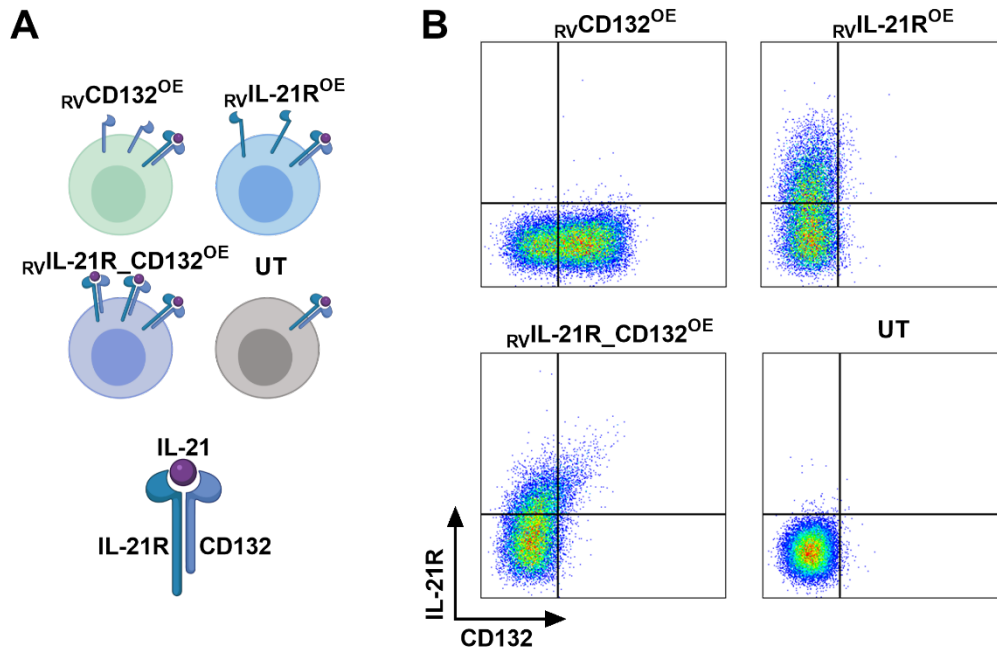 A
RVCD132OE
RVIL-21ROE
RVIL-21R_CD132OE
UT
IL-21
IL-21R
CD132
B
RVCD132OE
RVIL-21ROE
RVIL-21R_CD132OE
UT
IL-21R
CD132